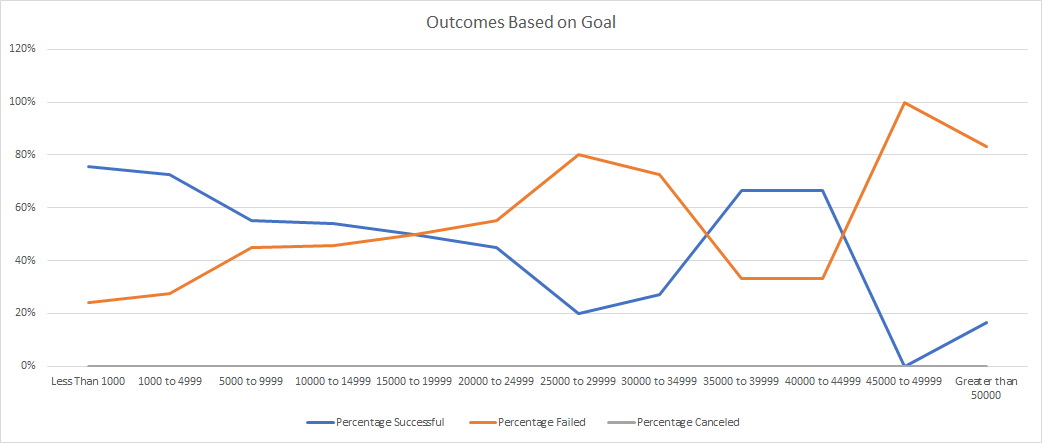 Outcomes Based on Goal
120%
100%
80%
60%
40%
20%
0%
Less Than 1000 1000 to 4999 5000 to 9999 10000 to 14999 15000 to 19999 20000 to 24999 25000 to 29999 30000 to 34999 35000 to 39999 40000 to 44999 45000 to 49999 Greater than
50000
Percentage Successful Percentage Failed Percentage Canceled